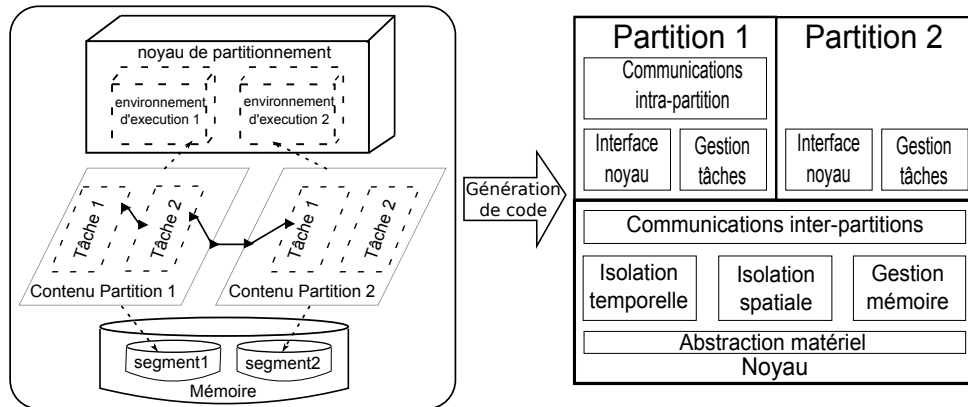 noyau de partitionnement
environnement
d'execution 1
environnement
d'execution 2
Tâche 1
Tâche 2
Tâche 1
Tâche 2
Contenu Partition 1
Contenu Partition 2
segment1
segment2
Mémoire
Génération
de code
Partition 1
Partition 2
Communications
intra-partition
Interface
noyau
Gestion
tâches
Interface
noyau
Gestion
tâches
Communications inter-partitions
Isolation
temporelle
Isolation
spatiale
Gestion
mémoire
Abstraction matériel
Noyau